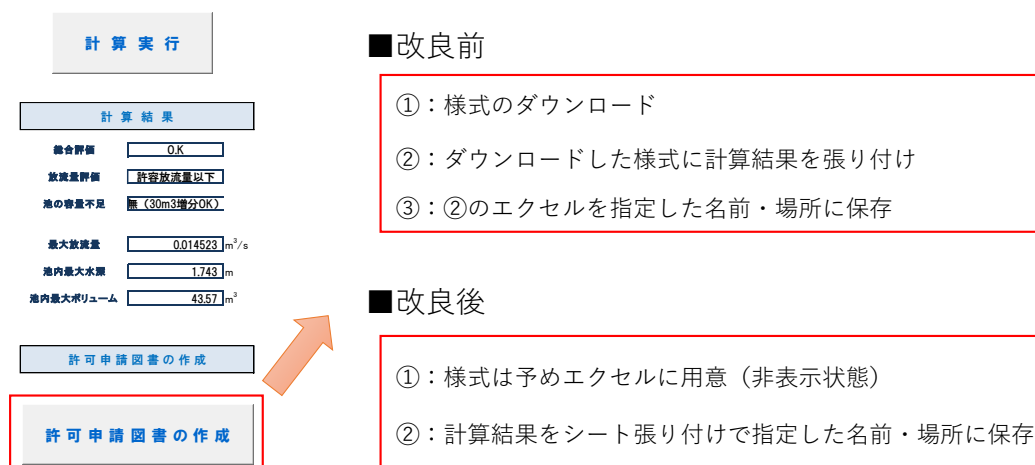 計算実行
計算結果
総合評価 O.K
放流量評価 許容放流量以下
池の容量不足 無（30m3増分OK）
最大放流量 0.014523 m³/s
池内最大水深 1.743 m
池内最大ボリューム 43.57 m³
許可申請図書の作成
許可申請図書の作成
■改良前
①：様式のダウンロード
②：ダウンロードした様式に計算結果を張り付け
③：②のエクセルを指定した名前・場所に保存
■改良後
①：様式は予めエクセルに用意（非表示状態）
②：計算結果をシート張り付けで指定した名前・場所に保存